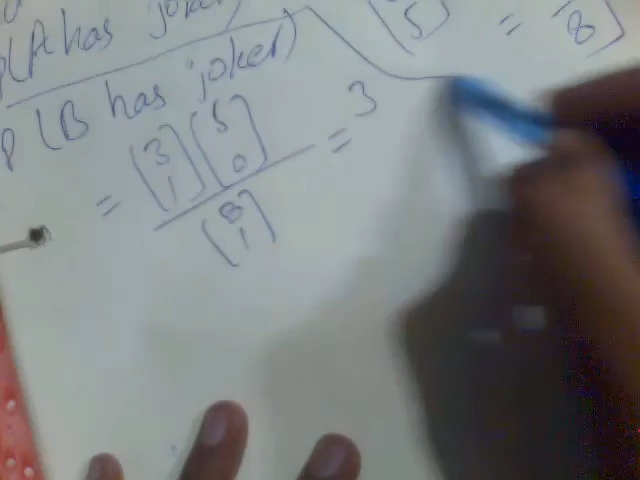 P(A has joker)
(5) = 8)
P(B has joker)
= (3 1)(5 0) / (8 1) = 3